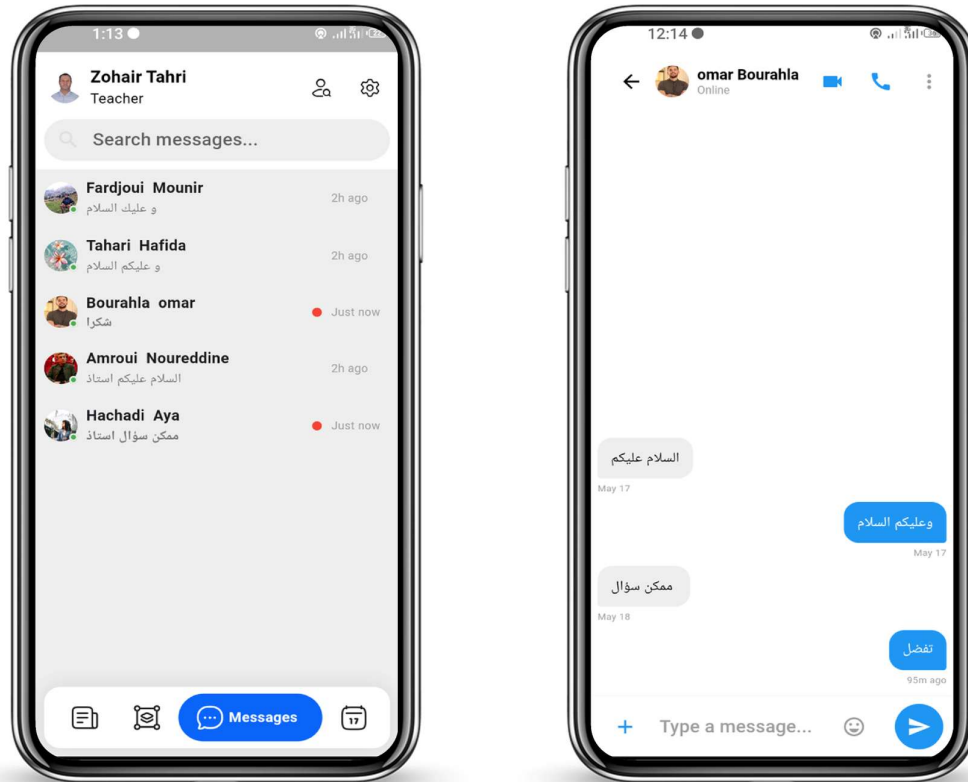 1:13
Zohair Tahri
Teacher
Search messages...
Fardjoui Mounir
2h ago
و عليك السلام
Tahari Hafida
2h ago
و عليكم السلام
Bourahla omar
Just now
شكرا
Amroui Noureddine
2h ago
السلام عليكم استاذ
Hachadi Aya
Just now
ممكن سؤال استاذ
Messages
17
12:14
omar Bourahla
Online
السلام عليكم
May 17
وعليكم السلام
May 17
ممكن سؤال
May 18
تفضل
95m ago
Type a message...